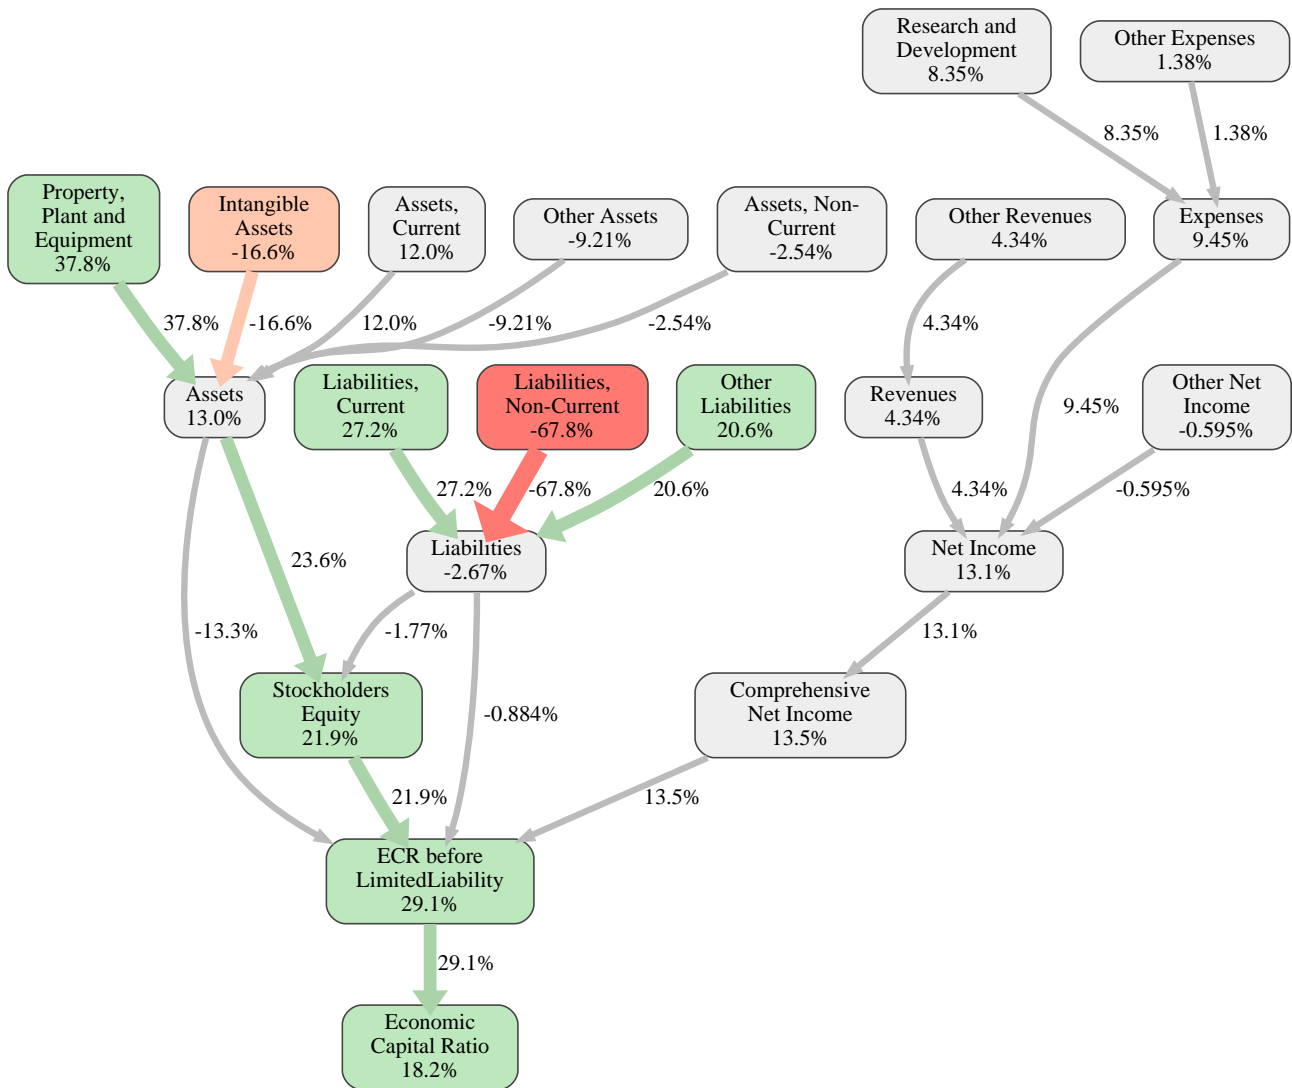 Research and
Development
8.35%
Other Expenses
1.38%
8.35%
1.38%
Property,
Plant and
Equipment
37.8%
Intangible
Assets
-16.6%
Assets,
Current
12.0%
Other Assets
-9.21%
Assets, Non-
Current
-2.54%
Other Revenues
4.34%
Expenses
9.45%
37.8%
-16.6%
12.0%
-9.21%
-2.54%
4.34%
Assets
13.0%
Liabilities,
Current
27.2%
Liabilities,
Non-Current
-67.8%
Other
Liabilities
20.6%
Revenues
4.34%
9.45%
Other Net
Income
-0.595%
27.2%
-67.8%
20.6%
4.34%
-0.595%
23.6%
Liabilities
-2.67%
Net Income
13.1%
-13.3%
-1.77%
13.1%
Stockholders
Equity
21.9%
-0.884%
Comprehensive
Net Income
13.5%
21.9%
13.5%
ECR before
LimitedLiability
29.1%
29.1%
Economic
Capital Ratio
18.2%